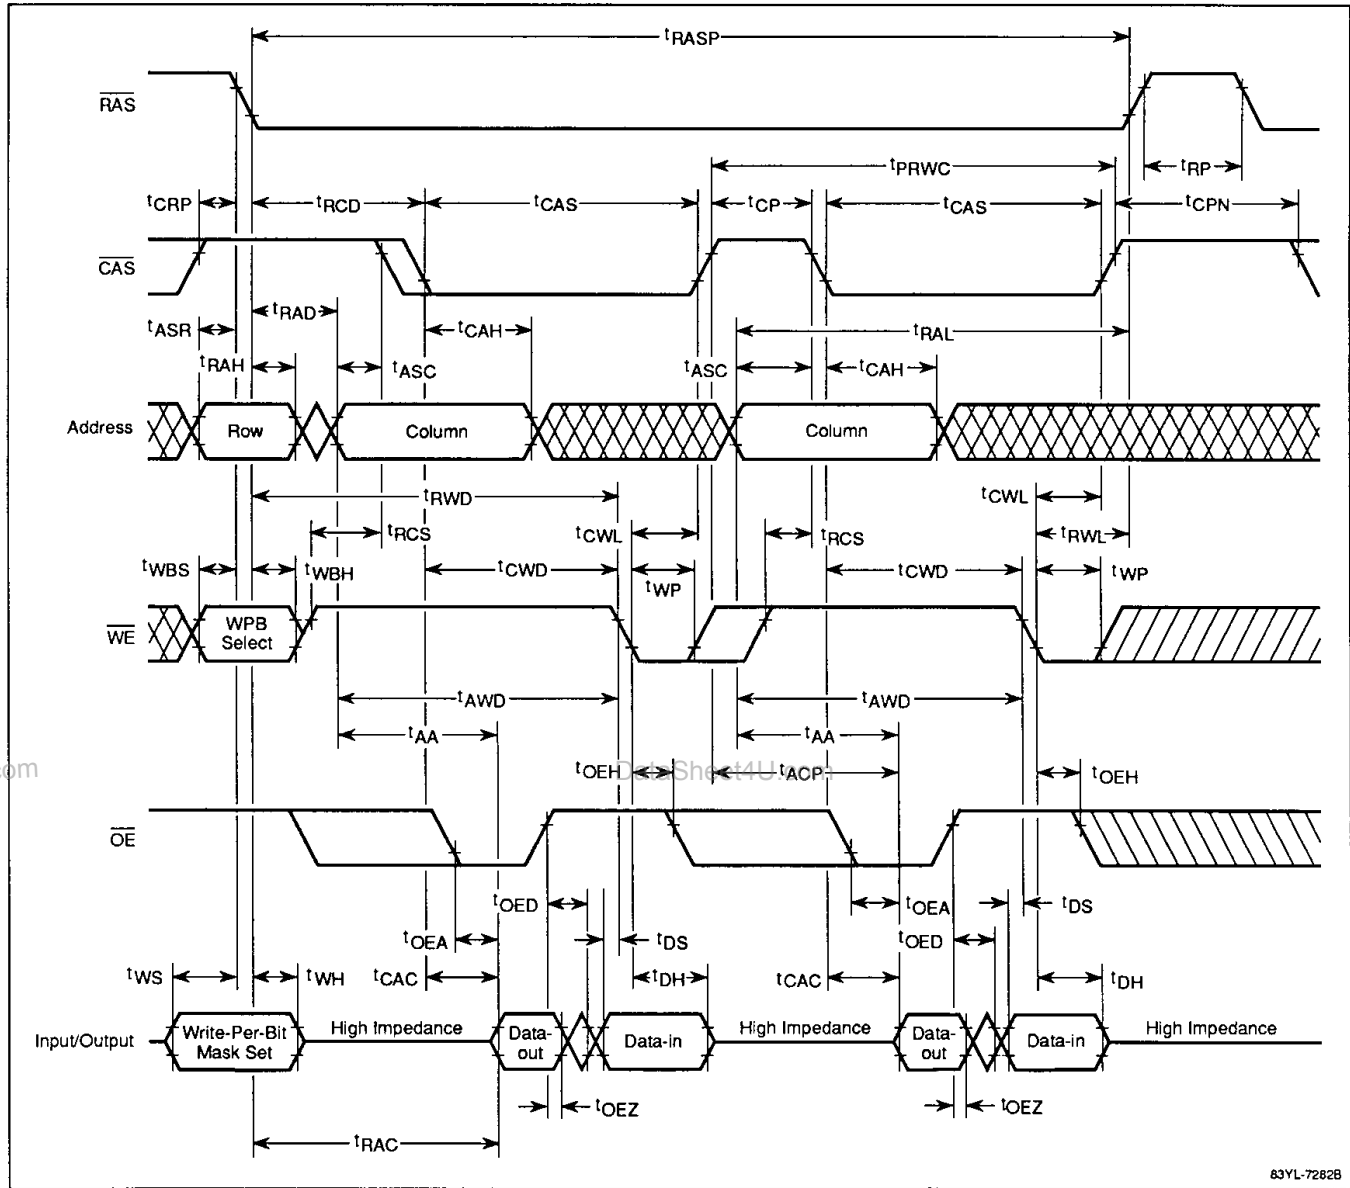 tRASP
RAS
tPRWC
tRP
tCRP
tRCD
tCAS
tCP
tCAS
tCPN
CAS
tASR
tRAD
tCAH
tRAL
tRAH
tASC
tASC
tCAH
Address
Row
Column
Column
tRWD
tCWL
tRCS
tCWL
tRCS
tRWL
tWBS
tWBH
tCWD
tWP
tCWD
tWP
WE
WPB
Select
tAWD
tAWD
tAA
tAA
.com
DataSheet4U.com
tOEH
tACP
tOEH
OE
tOED
tOEA
tDS
tOEA
tDS
tOED
tWS
tWH
tCAC
tDH
tCAC
tDH
Input/Output
Write-Per-Bit
Mask Set
High Impedance
Data-
out
Data-in
High Impedance
Data-
out
Data-in
High Impedance
tOEZ
tOEZ
tRAC
83YL-7282B